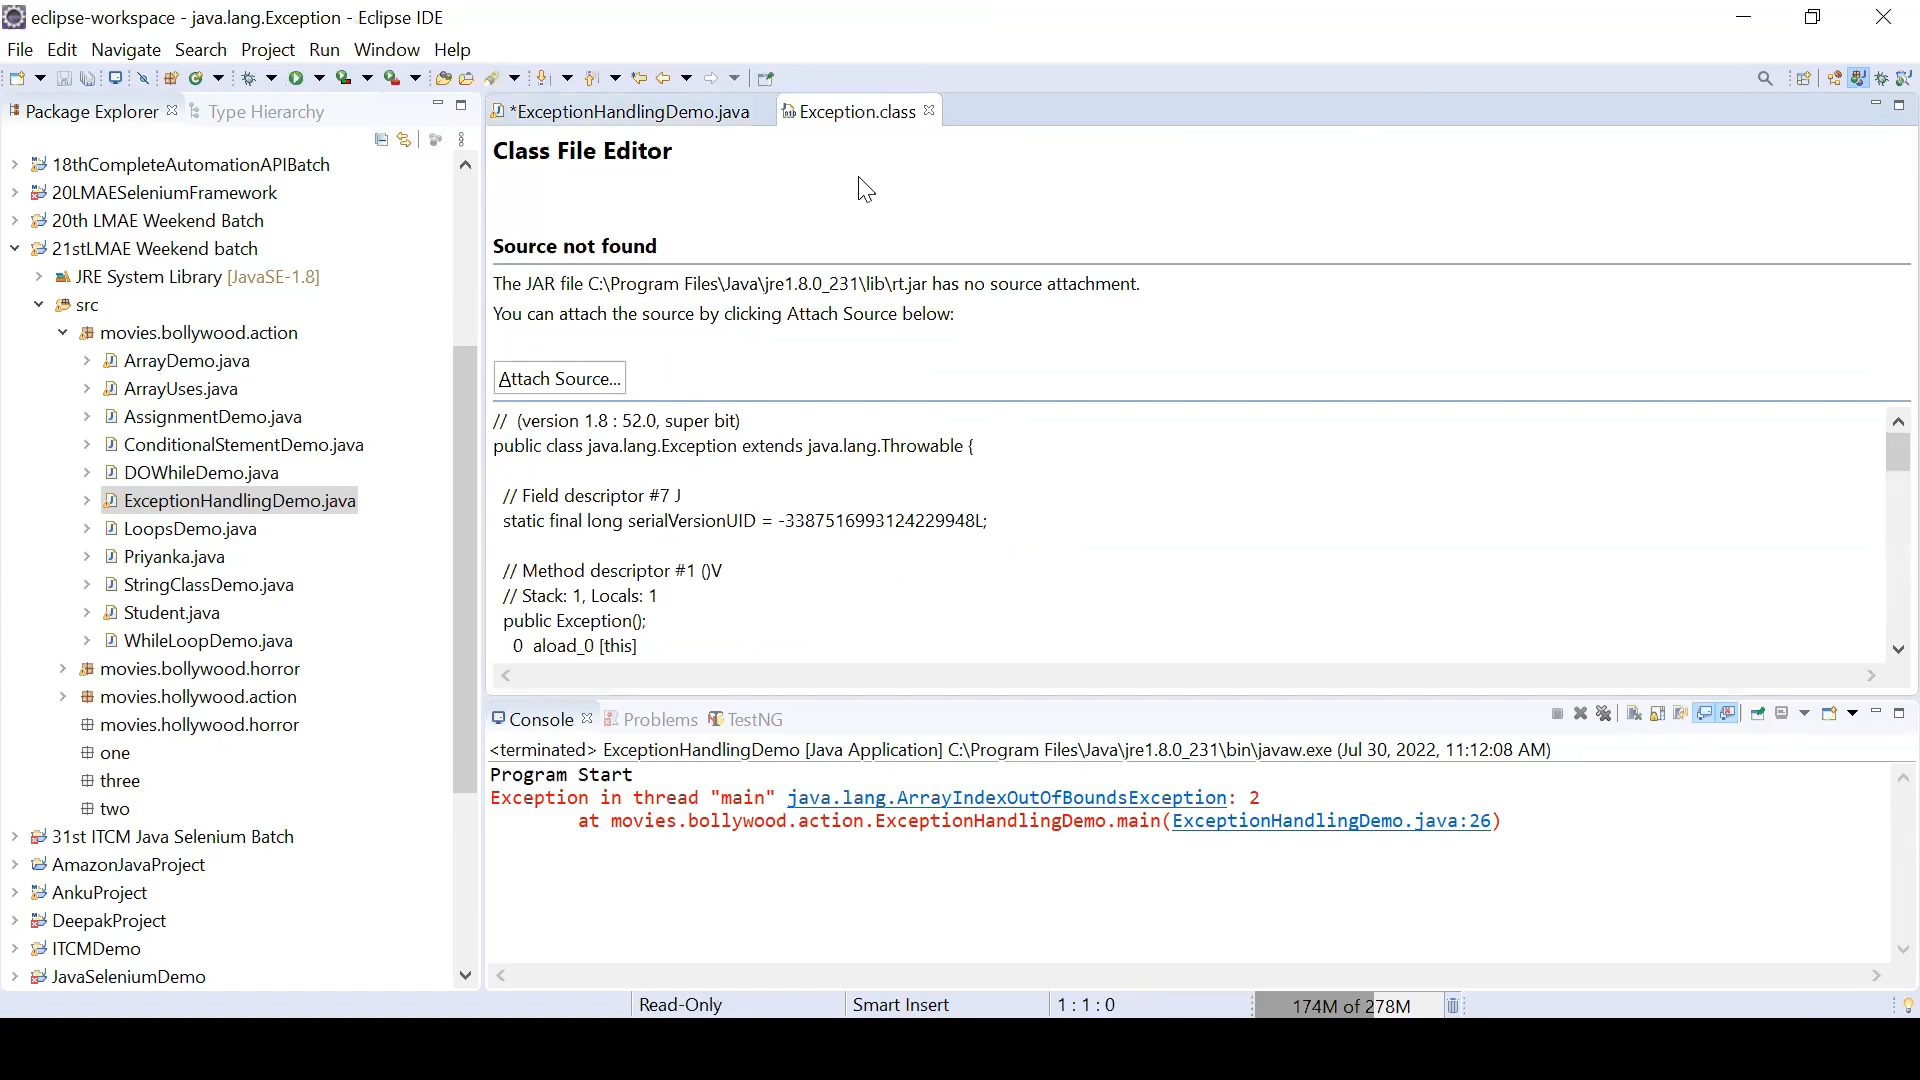 eclipse-workspace - java.lang.Exception - Eclipse IDE
File Edit Navigate Search Project Run Window Help
Package Explorer
Type Hierarchy
18thCompleteAutomationAPIBatch
20LMAESeleniumFramework
20th LMAE Weekend Batch
21stLMAE Weekend batch
JRE System Library [JavaSE-1.8]
src
movies.bollywood.action
ArrayDemo.java
ArrayUses.java
AssignmentDemo.java
ConditionalStementDemo.java
DOWhileDemo.java
ExceptionHandlingDemo.java
LoopsDemo.java
Priyanka.java
StringClassDemo.java
Student.java
WhileLoopDemo.java
movies.bollywood.horror
movies.hollywood.action
movies.hollywood.horror
one
three
two
31st ITCM Java Selenium Batch
AmazonJavaProject
AnkuProject
DeepakProject
ITCMDemo
JavaSeleniumDemo
*ExceptionHandlingDemo.java
Exception.class
Class File Editor
Source not found
The JAR file C:\Program Files\Java\jre1.8.0_231\lib\rt.jar has no source attachment.
You can attach the source by clicking Attach Source below:
Attach Source...
// (version 1.8 : 52.0, super bit)
public class java.lang.Exception extends java.lang.Throwable {
// Field descriptor #7 J
static final long serialVersionUID = -3387516993124229948L;
// Method descriptor #1 ()V
// Stack: 1, Locals: 1
public Exception();
0 aload_0 [this]
Console
Problems
TestNG
<terminated> ExceptionHandlingDemo [Java Application] C:\Program Files\Java\jre1.8.0_231\bin\javaw.exe (Jul 30, 2022, 11:12:08 AM)
Program Start
Exception in thread "main" java.lang.ArrayIndexOutOfBoundsException: 2
at movies.bollywood.action.ExceptionHandlingDemo.main(ExceptionHandlingDemo.java:26)
Read-Only
Smart Insert
1 : 1 : 0
174M of 278M